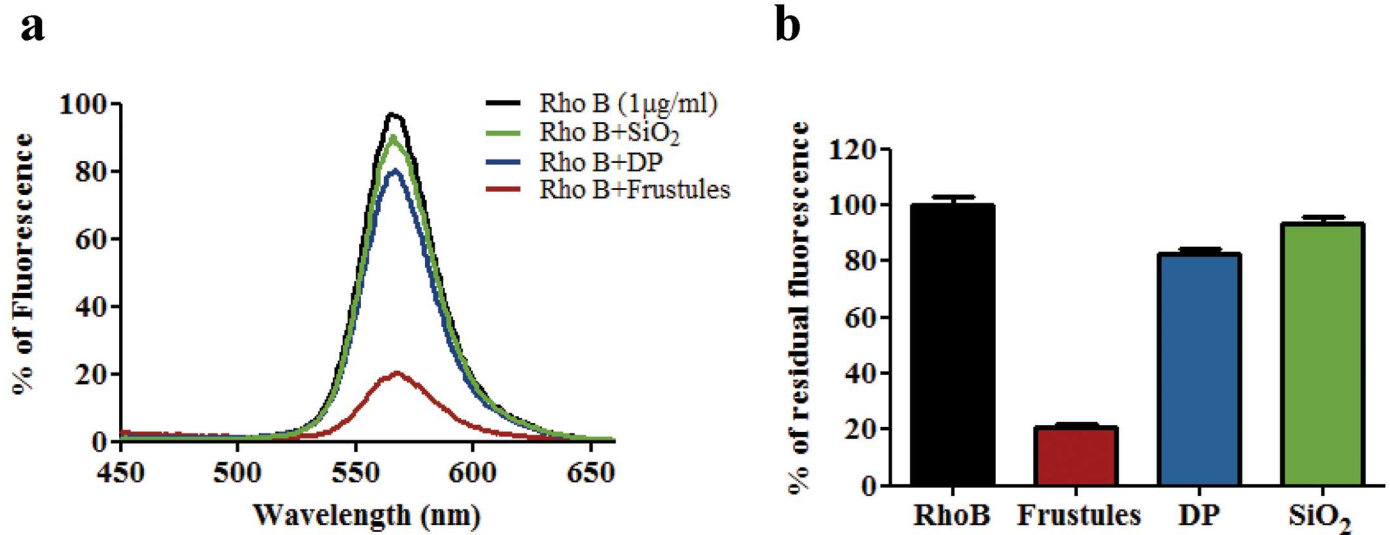 a
100
80
60
40
20
0
% of Fluorescence
450 500 550 600 650
Wavelength (nm)
Rho B (1µg/ml)
Rho B+SiO₂
Rho B+DP
Rho B+Frustules
b
120
100
80
60
40
20
0
% of residual fluorescence
RhoB Frustules DP SiO₂